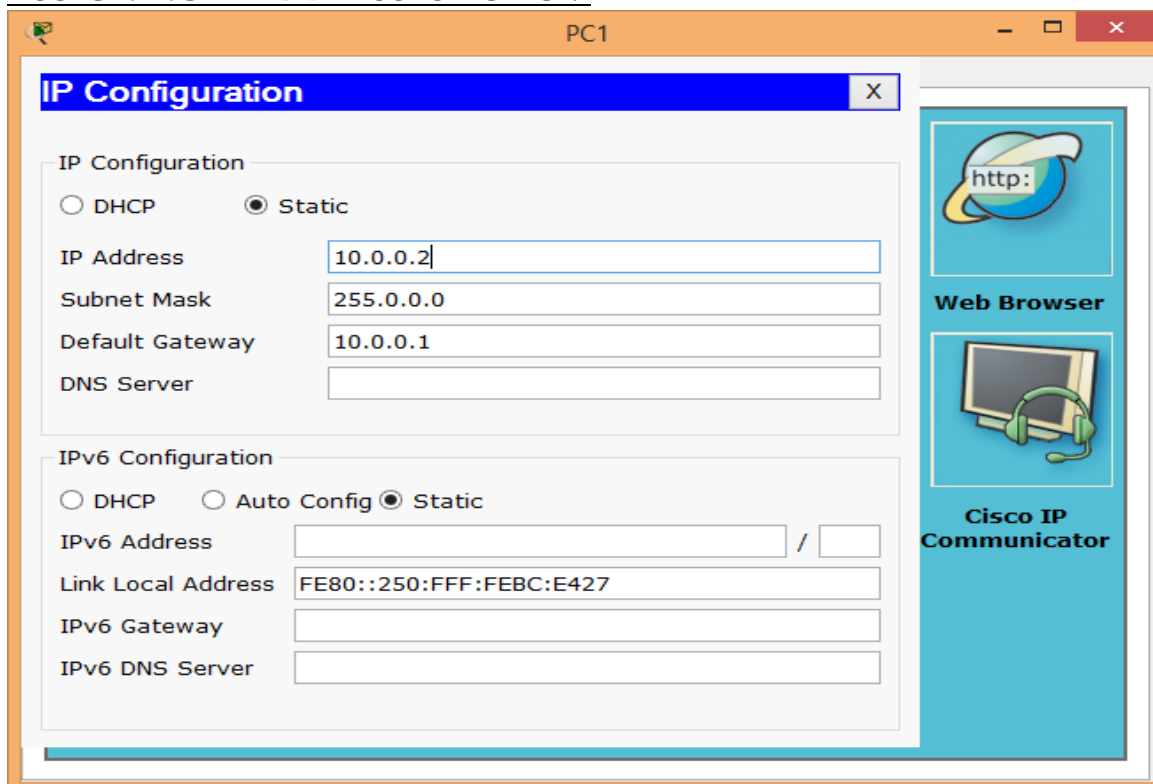 PC1
IP Configuration
X
IP Configuration
DHCP
Static
IP Address
10.0.0.2
Subnet Mask
255.0.0.0
Default Gateway
10.0.0.1
DNS Server
IPv6 Configuration
DHCP
Auto Config
Static
IPv6 Address
/
Link Local Address
FE80::250:FFF:FEBC:E427
IPv6 Gateway
IPv6 DNS Server
http:
Web Browser
Cisco IP
Communicator